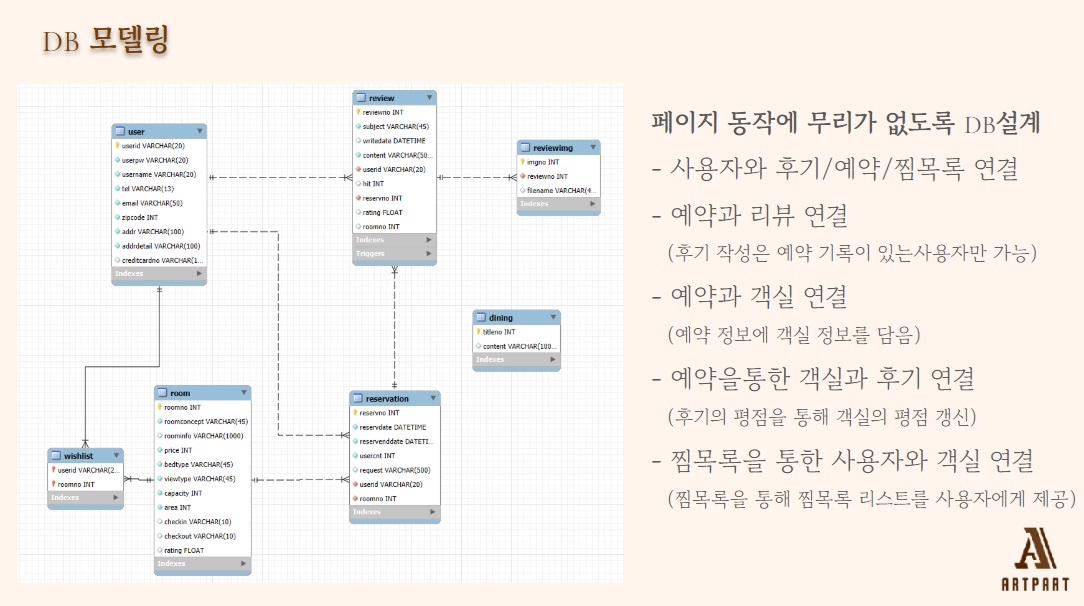 DB 모델링
user
userid VARCHAR(20)
userpw VARCHAR(20)
username VARCHAR(20)
tel VARCHAR(13)
email VARCHAR(50)
zipcode INT
addr VARCHAR(100)
addrdetail VARCHAR(100)
creditcardno VARCHAR(1...
Indexes
review
reviewno INT
subject VARCHAR(45)
writedate DATETIME
content VARCHAR(50...
userid VARCHAR(20)
hit INT
reservno INT
rating FLOAT
roomno INT
Indexes
Triggers
reviewimg
imgno INT
reviewno INT
filename VARCHAR(4...
Indexes
dining
titleno INT
content VARCHAR(100...
Indexes
wishlist
userid VARCHAR(2...
roomno INT
Indexes
room
roomno INT
roomconcept VARCHAR(45)
roominfo VARCHAR(1000)
price INT
bedtype VARCHAR(45)
viewtype VARCHAR(45)
capacity INT
area INT
checkin VARCHAR(10)
checkout VARCHAR(10)
rating FLOAT
Indexes
reservation
reservno INT
reservdate DATETIME
reservenddate DATETI...
usercnt INT
request VARCHAR(500)
userid VARCHAR(20)
roomno INT
Indexes
페이지 동작에 무리가 없도록 DB설계
- 사용자와 후기/예약/찜목록 연결
- 예약과 리뷰 연결
(후기 작성은 예약 기록이 있는사용자만 가능)
- 예약과 객실 연결
(예약 정보에 객실 정보를 담음)
- 예약을통한 객실과 후기 연결
(후기의 평점을 통해 객실의 평점 갱신)
- 찜목록을 통한 사용자와 객실 연결
(찜목록을 통해 찜목록 리스트를 사용자에게 제공)
ARTPART